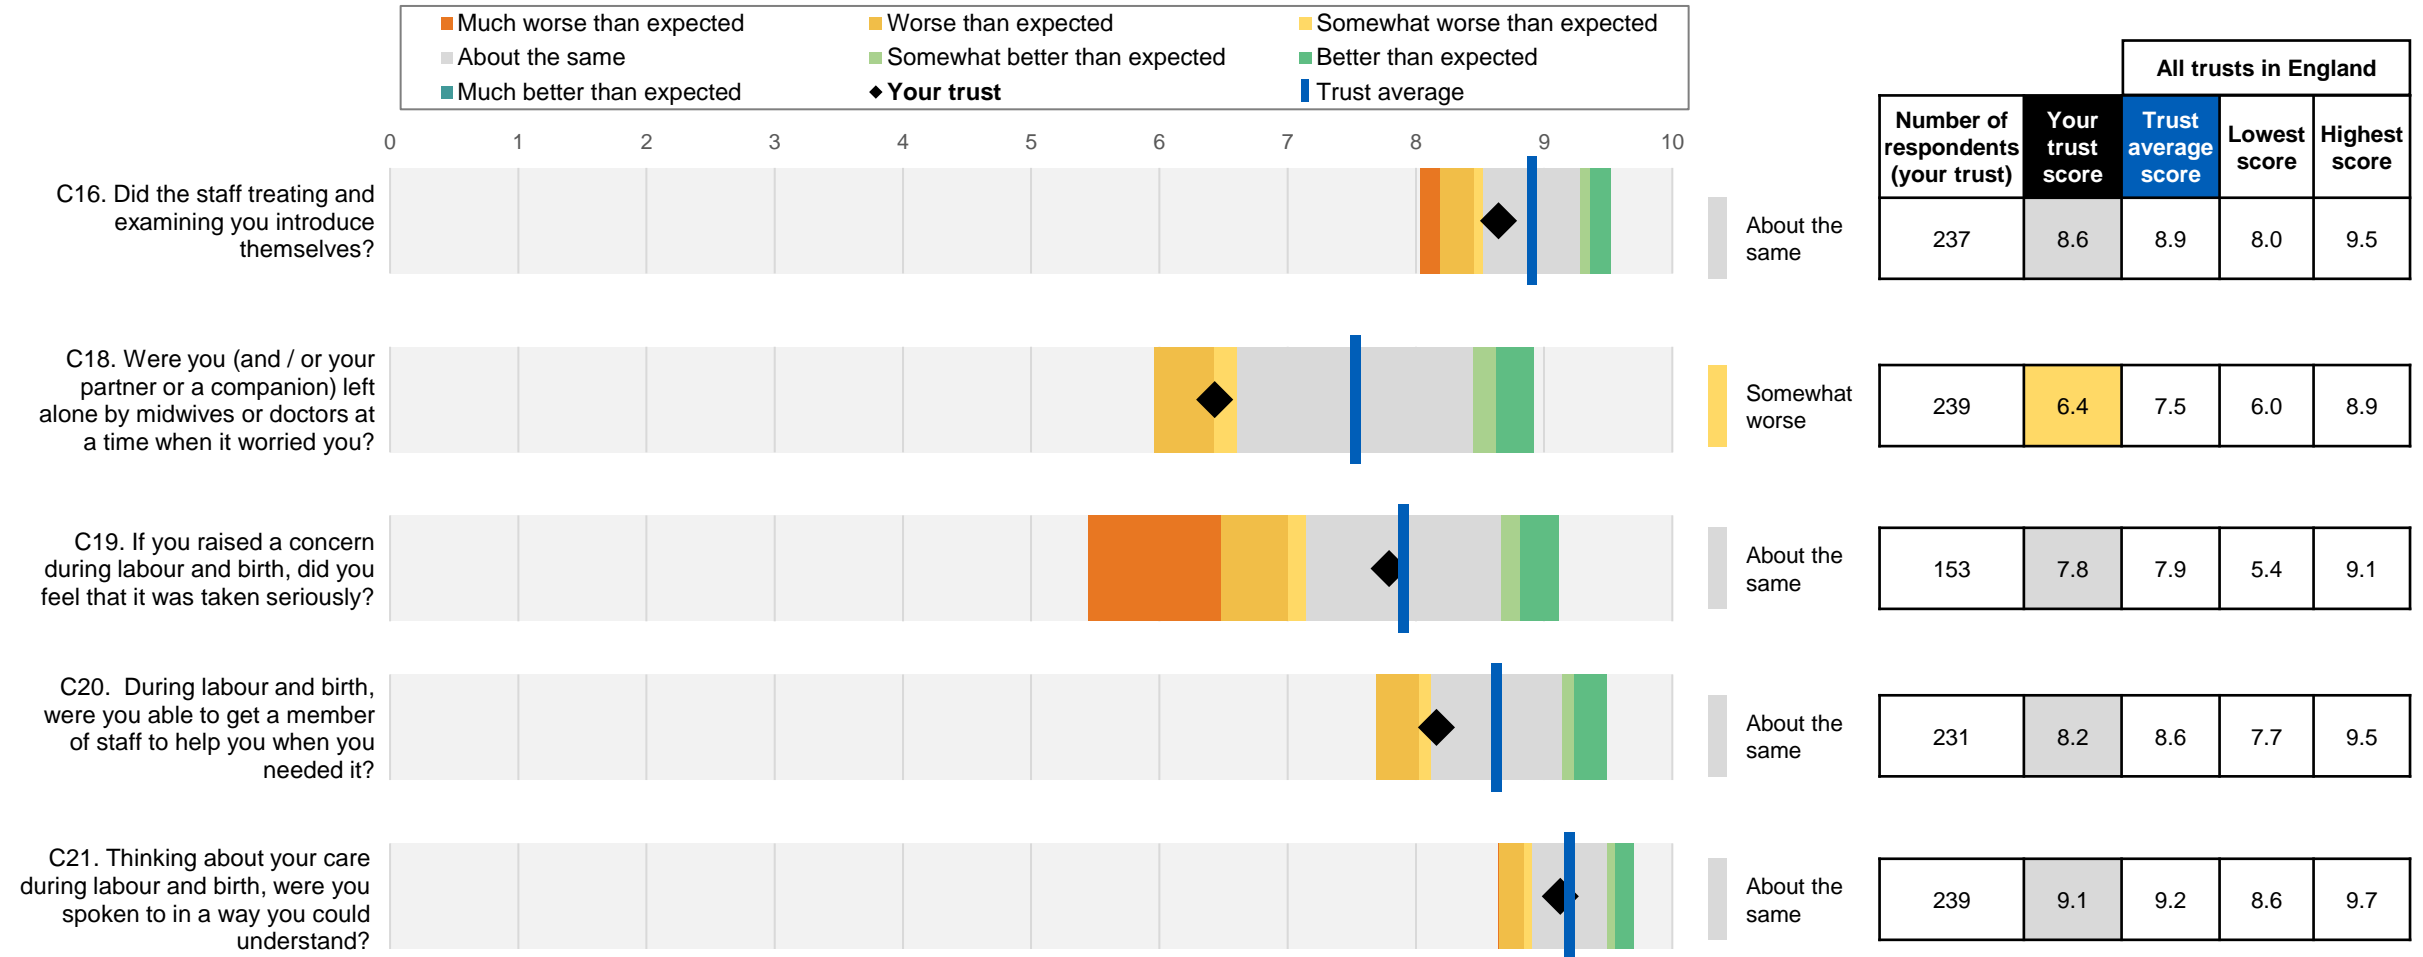 Much worse than expected
Worse than expected
Somewhat worse than expected
About the same
Somewhat better than expected
Better than expected
Much better than expected
Your trust
Trust average
All trusts in England
Number of
respondents
(your trust)
Your
trust
score
Trust
average
score
Lowest
score
Highest
score
0 1 2 3 4 5 6 7 8 9 10
C16. Did the staff treating and
examining you introduce
themselves?
About the
same
237 8.6 8.9 8.0 9.5
C18. Were you (and / or your
partner or a companion) left
alone by midwives or doctors at
a time when it worried you?
Somewhat
worse
239 6.4 7.5 6.0 8.9
C19. If you raised a concern
during labour and birth, did you
feel that it was taken seriously?
About the
same
153 7.8 7.9 5.4 9.1
C20. During labour and birth,
were you able to get a member
of staff to help you when you
needed it?
About the
same
231 8.2 8.6 7.7 9.5
C21. Thinking about your care
during labour and birth, were you
spoken to in a way you could
understand?
About the
same
239 9.1 9.2 8.6 9.7